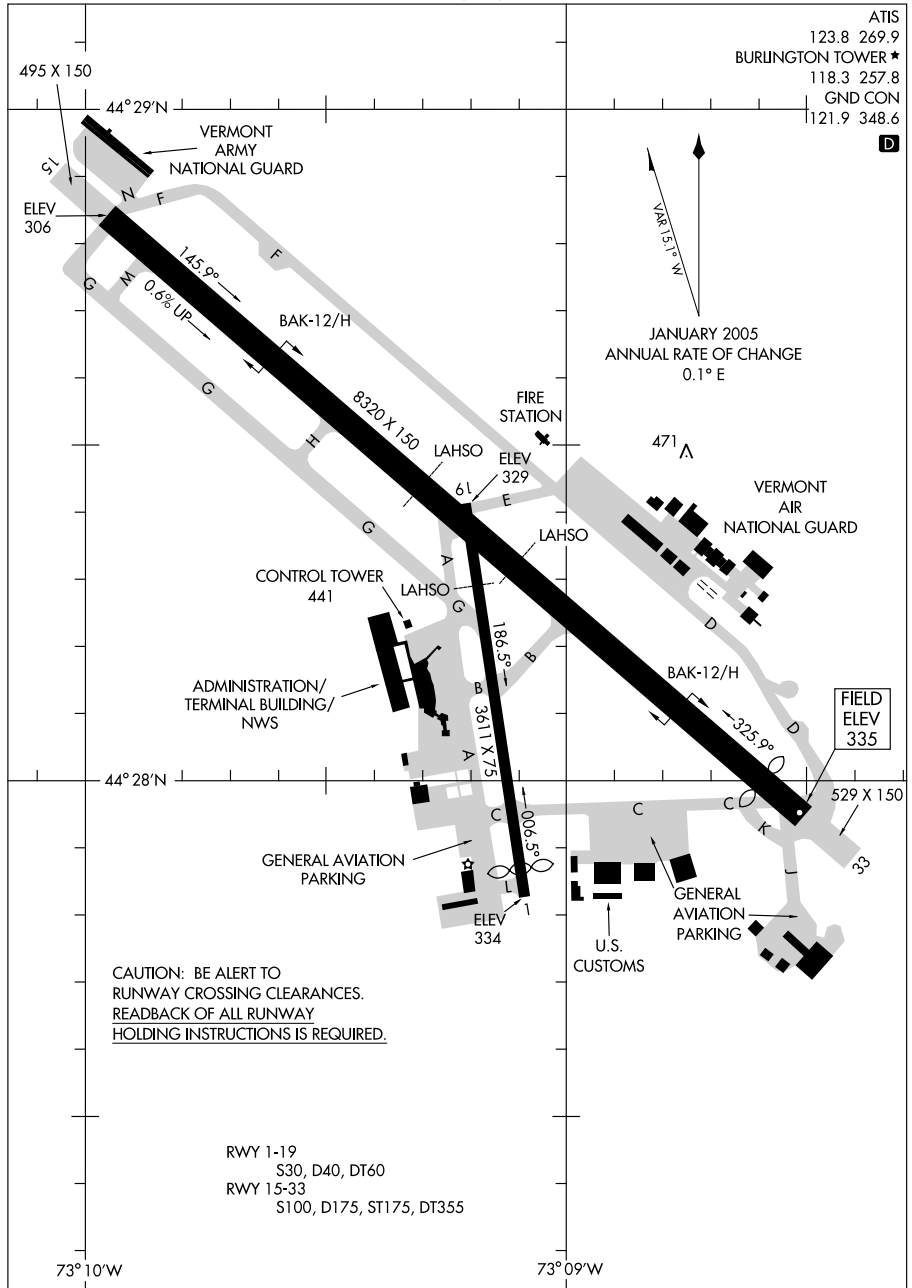 ATIS
123.8 269.9
BURLINGTON TOWER ★
118.3 257.8
GND CON
121.9 348.6
D
495 X 150
44° 29'N
VERMONT
ARMY
NATIONAL GUARD
15
N
F
ELEV
306
VAR 15.1° W
F
145.9°
M
G
0.6% UP
BAK-12/H
JANUARY 2005
ANNUAL RATE OF CHANGE
0.1° E
G
8320 X 150
FIRE
STATION
H
LAHSO
471
19
ELEV
329
E
VERMONT
AIR
NATIONAL GUARD
G
LAHSO
A
CONTROL TOWER
441
LAHSO
G
186.5°
D
B
BAK-12/H
ADMINISTRATION/
TERMINAL BUILDING/
NWS
B
3611 X 75
325.9°
D
FIELD
ELEV
335
A
44° 28'N
529 X 150
C
C
C
K
006.5°
33
GENERAL AVIATION
PARKING
J
L
1
ELEV
334
GENERAL
AVIATION
PARKING
U.S.
CUSTOMS
CAUTION: BE ALERT TO
RUNWAY CROSSING CLEARANCES.
READBACK OF ALL RUNWAY
HOLDING INSTRUCTIONS IS REQUIRED.
RWY 1-19
S30, D40, DT60
RWY 15-33
S100, D175, ST175, DT355
73° 10'W
73° 09'W